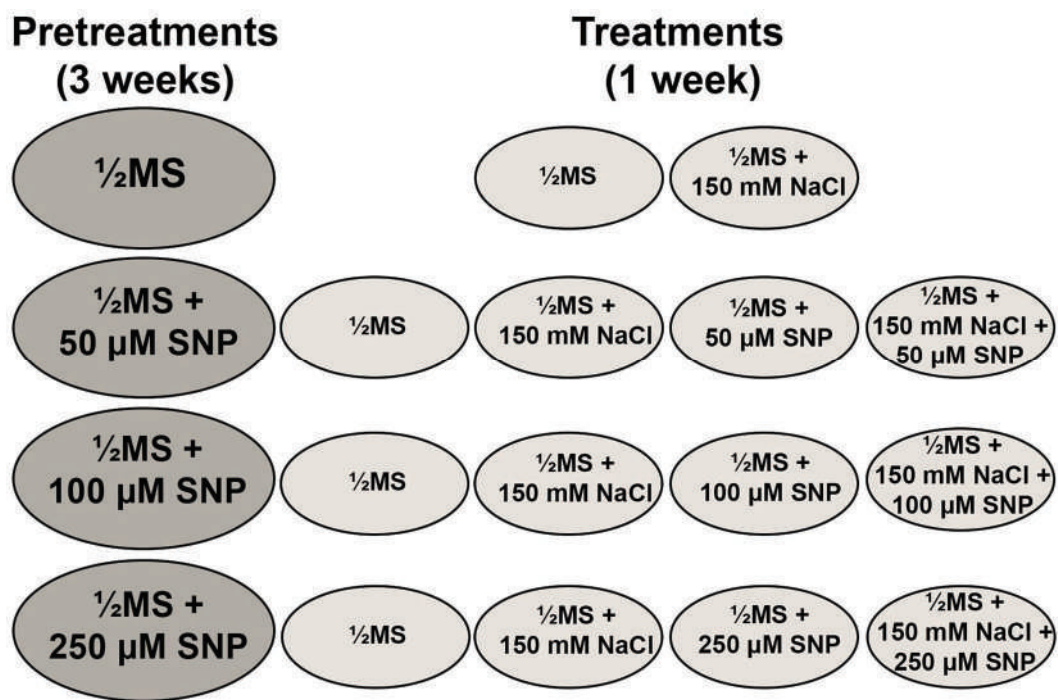 Pretreatments
(3 weeks)
Treatments
(1 week)
½MS
½MS
½MS +
150 mM NaCl
½MS +
50 µM SNP
½MS
½MS +
150 mM NaCl
½MS +
50 µM SNP
½MS +
150 mM NaCl +
50 µM SNP
½MS +
100 µM SNP
½MS
½MS +
150 mM NaCl
½MS +
100 µM SNP
½MS +
150 mM NaCl +
100 µM SNP
½MS +
250 µM SNP
½MS
½MS +
150 mM NaCl
½MS +
250 µM SNP
½MS +
150 mM NaCl +
250 µM SNP